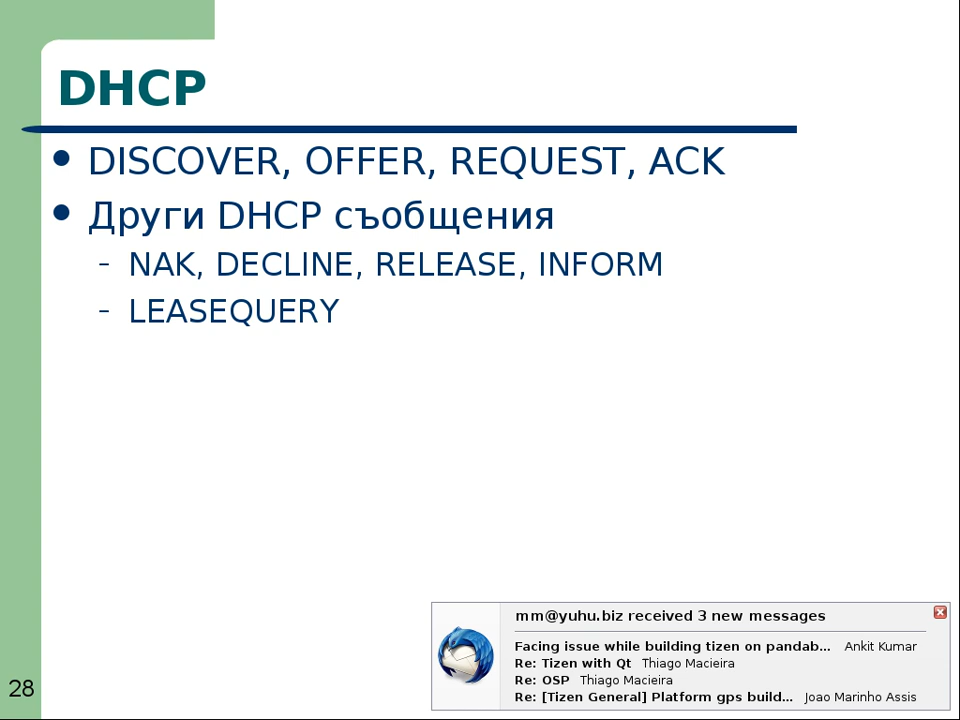 DHCP
DISCOVER, OFFER, REQUEST, ACK
Други DHCP съобщения
– NAK, DECLINE, RELEASE, INFORM
– LEASEQUERY
mm@yuhu.biz received 3 new messages
Facing issue while building tizen on pandab... Ankit Kumar
Re: Tizen with Qt Thiago Macieira
Re: OSP Thiago Macieira
Re: [Tizen General] Platform gps build... Joao Marinho Assis
28